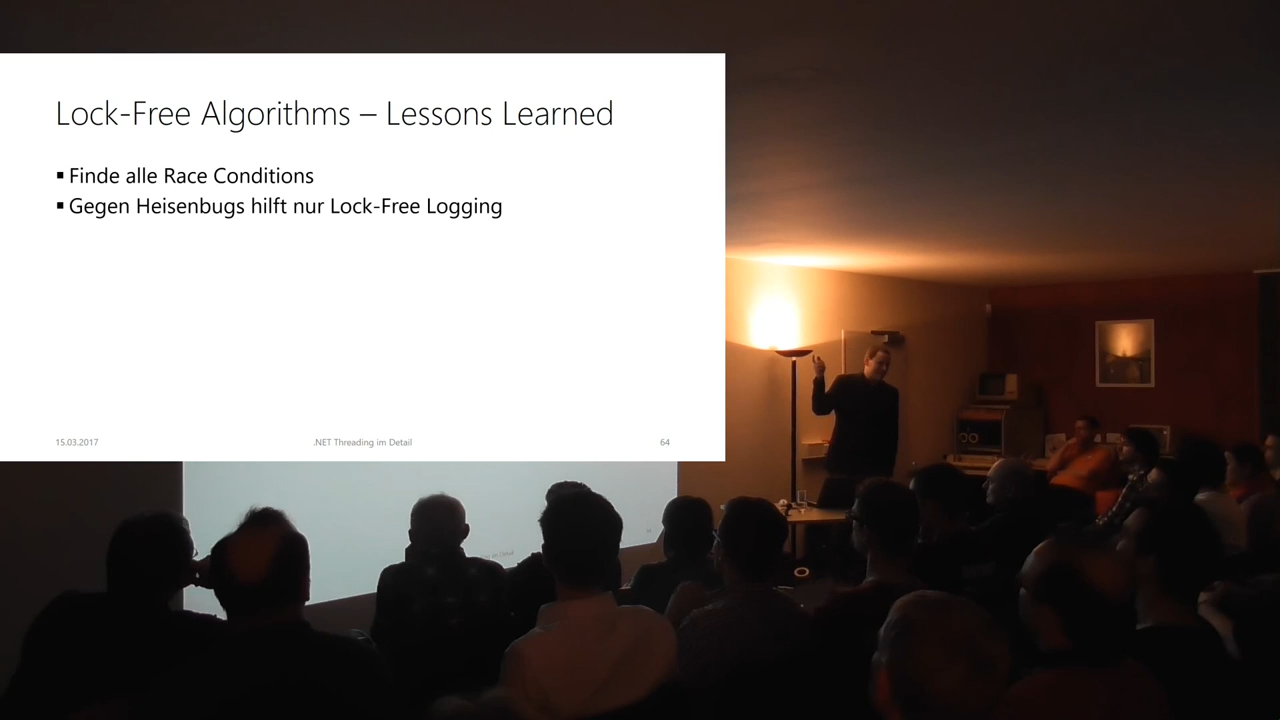 Lock-Free Algorithms – Lessons Learned
▪ Finde alle Race Conditions
▪ Gegen Heisenbugs hilft nur Lock-Free Logging
15.03.2017
.NET Threading im Detail
64